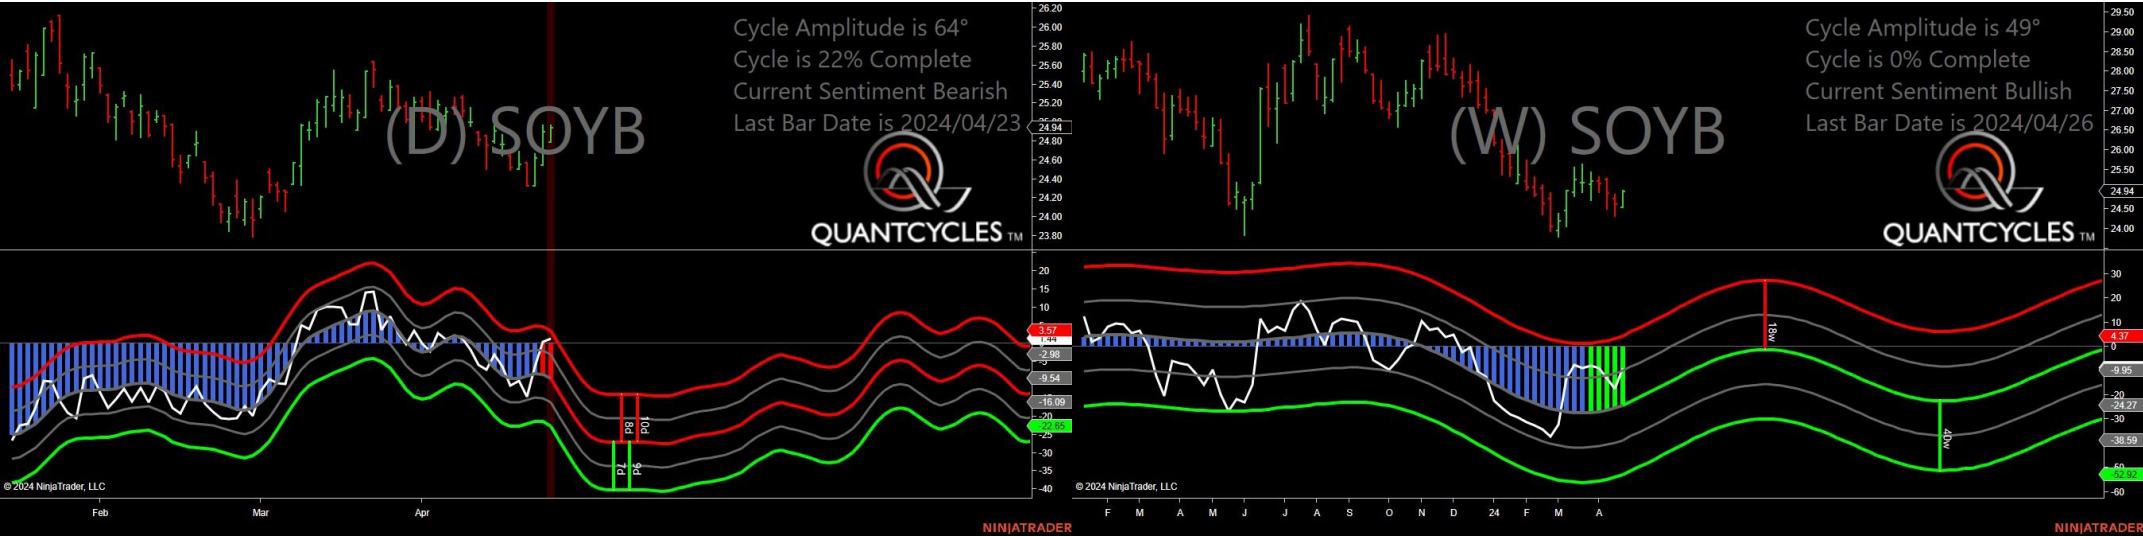 Cycle Amplitude is 64°
Cycle is 22% Complete
Current Sentiment Bearish
Last Bar Date is 2024/04/23
(D) SOYB
QUANTCYCLES TM
26.20
26.00
25.80
25.60
25.40
25.20
24.94
24.80
24.60
24.40
24.20
24.00
23.80
20
15
10
5
3.57
1.44
-2.98
-9.54
-16.09
-20
-22.65
-25
-30
-35
-40
10d
8d
7d
9d
© 2024 NinjaTrader, LLC
Feb Mar Apr
NINJATRADER
Cycle Amplitude is 49°
Cycle is 0% Complete
Current Sentiment Bullish
Last Bar Date is 2024/04/26
(W) SOYB
QUANTCYCLES TM
29.50
29.00
28.50
28.00
27.50
27.00
26.50
26.00
25.50
24.94
24.50
24.00
30
20
10
4.37
0
-9.95
-20
-24.27
-30
-38.59
-52.92
-60
18w
40w
© 2024 NinjaTrader, LLC
F M A M J J A S O N D 24 F M A
NINJATRADER